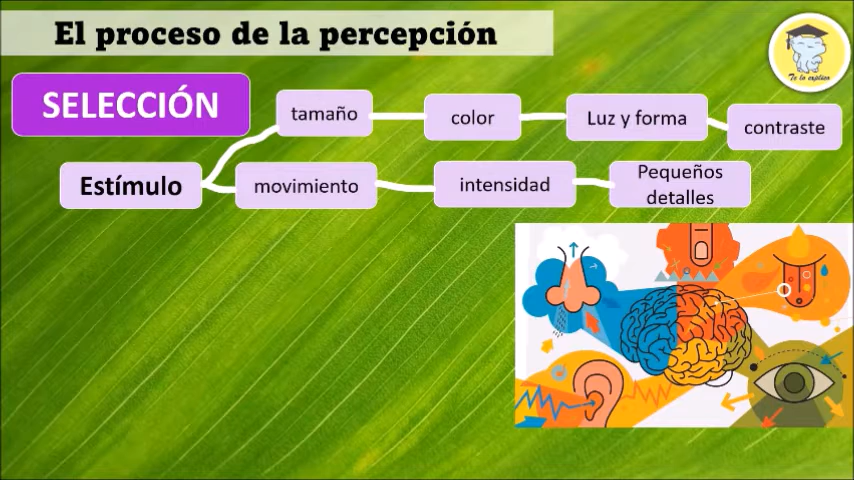 El proceso de la percepción
Te lo explico
SELECCIÓN
tamaño
color
Luz y forma
contraste
Estímulo
movimiento
intensidad
Pequeños
detalles